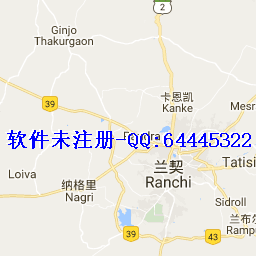 2
Ginjo
Thakurgaon
卡恩凯
Kanke
39
Mesr
软件未注册-QQ:64445322
兰契
Ranchi
Tatisi
Loiva
纳格里
Nagri
Sidroll
兰布尔
Rampu
39
43